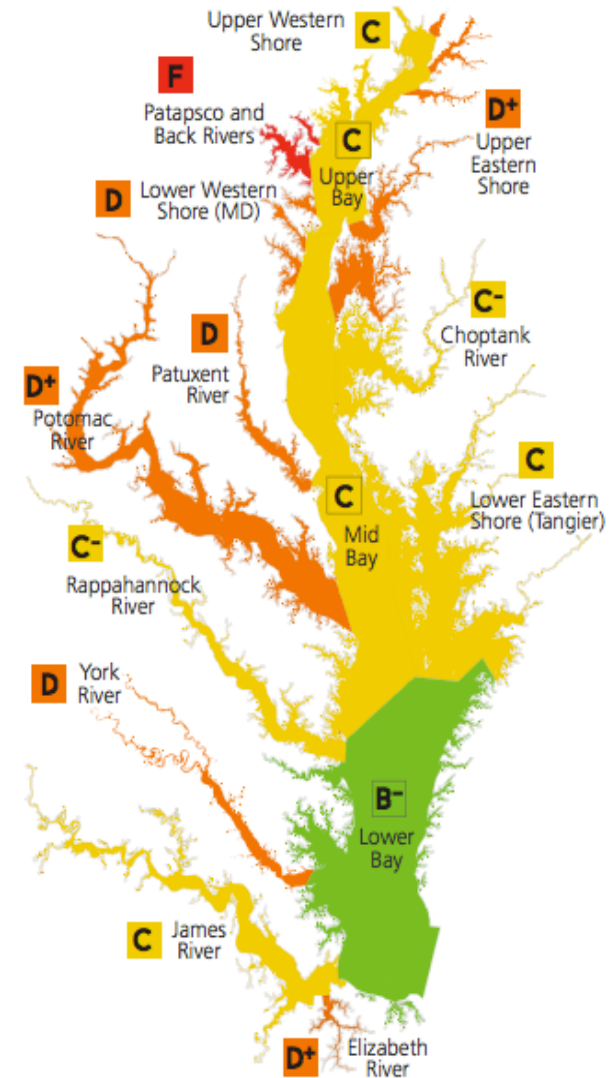 Upper Western
Shore
C
F
Patapsco and
Back Rivers
D+
Upper
Eastern
Shore
C
Upper
Bay
D
Lower Western
Shore (MD)
C-
Choptank
River
D
Patuxent
River
D+
Potomac
River
C
Lower Eastern
Shore (Tangier)
C
Mid
Bay
C-
Rappahannock
River
D
York
River
B-
Lower
Bay
C
James
River
D+
Elizabeth
River